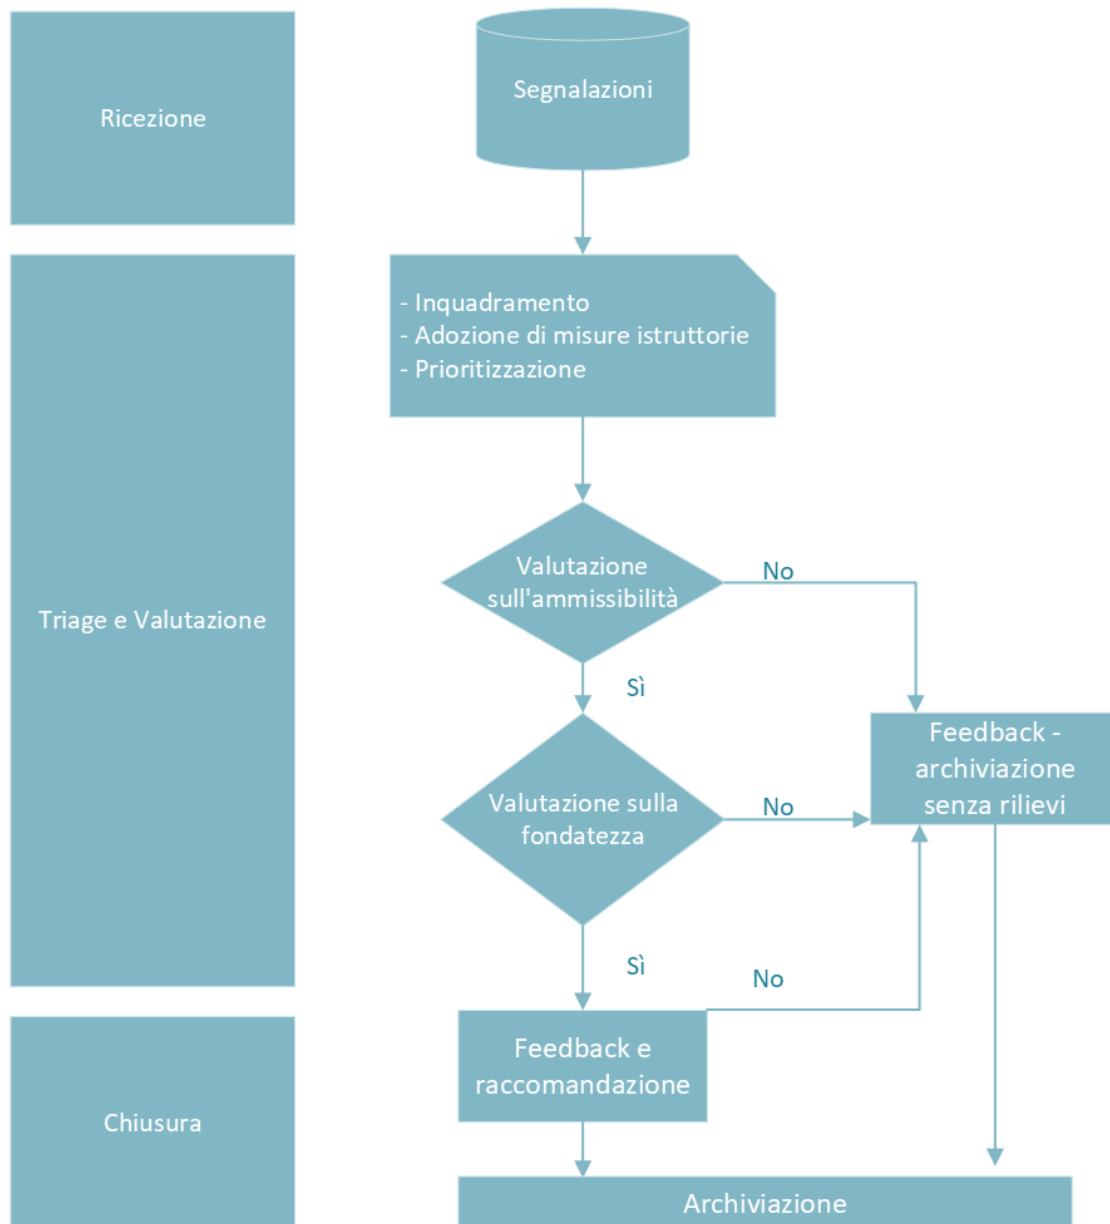 Ricezione
Segnalazioni
- Inquadramento
- Adozione di misure istruttorie
- Prioritizzazione
Triage e Valutazione
Valutazione
sull'ammissibilità
No
Sì
Feedback -
archiviazione
senza rilievi
Valutazione sulla
fondatezza
No
Sì
No
Feedback e
raccomandazione
Chiusura
Archiviazione